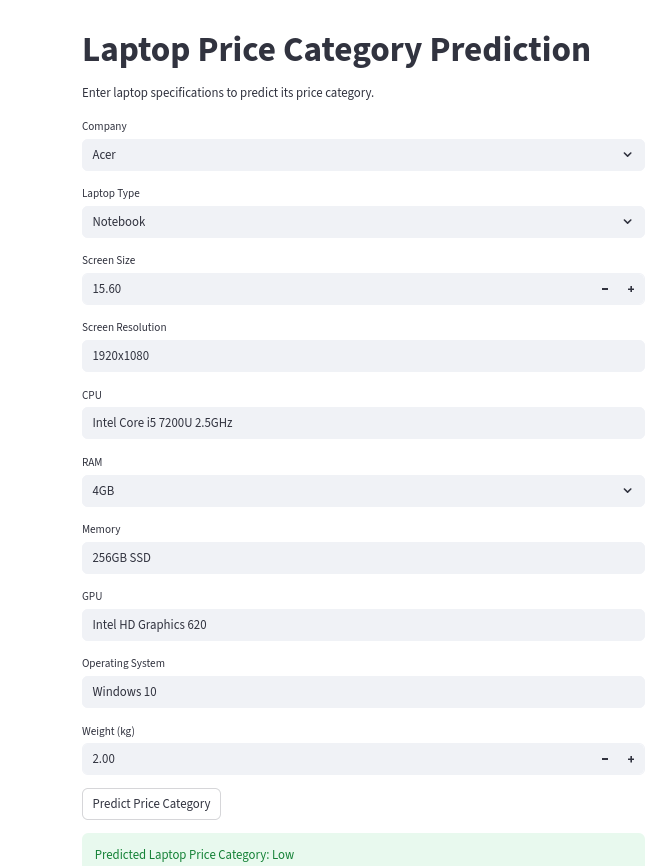 Laptop Price Category Prediction
Enter laptop specifications to predict its price category.
Company
Acer
Laptop Type
Notebook
Screen Size
15.60
Screen Resolution
1920x1080
CPU
Intel Core i5 7200U 2.5GHz
RAM
4GB
Memory
256GB SSD
GPU
Intel HD Graphics 620
Operating System
Windows 10
Weight (kg)
2.00
Predict Price Category
Predicted Laptop Price Category: Low